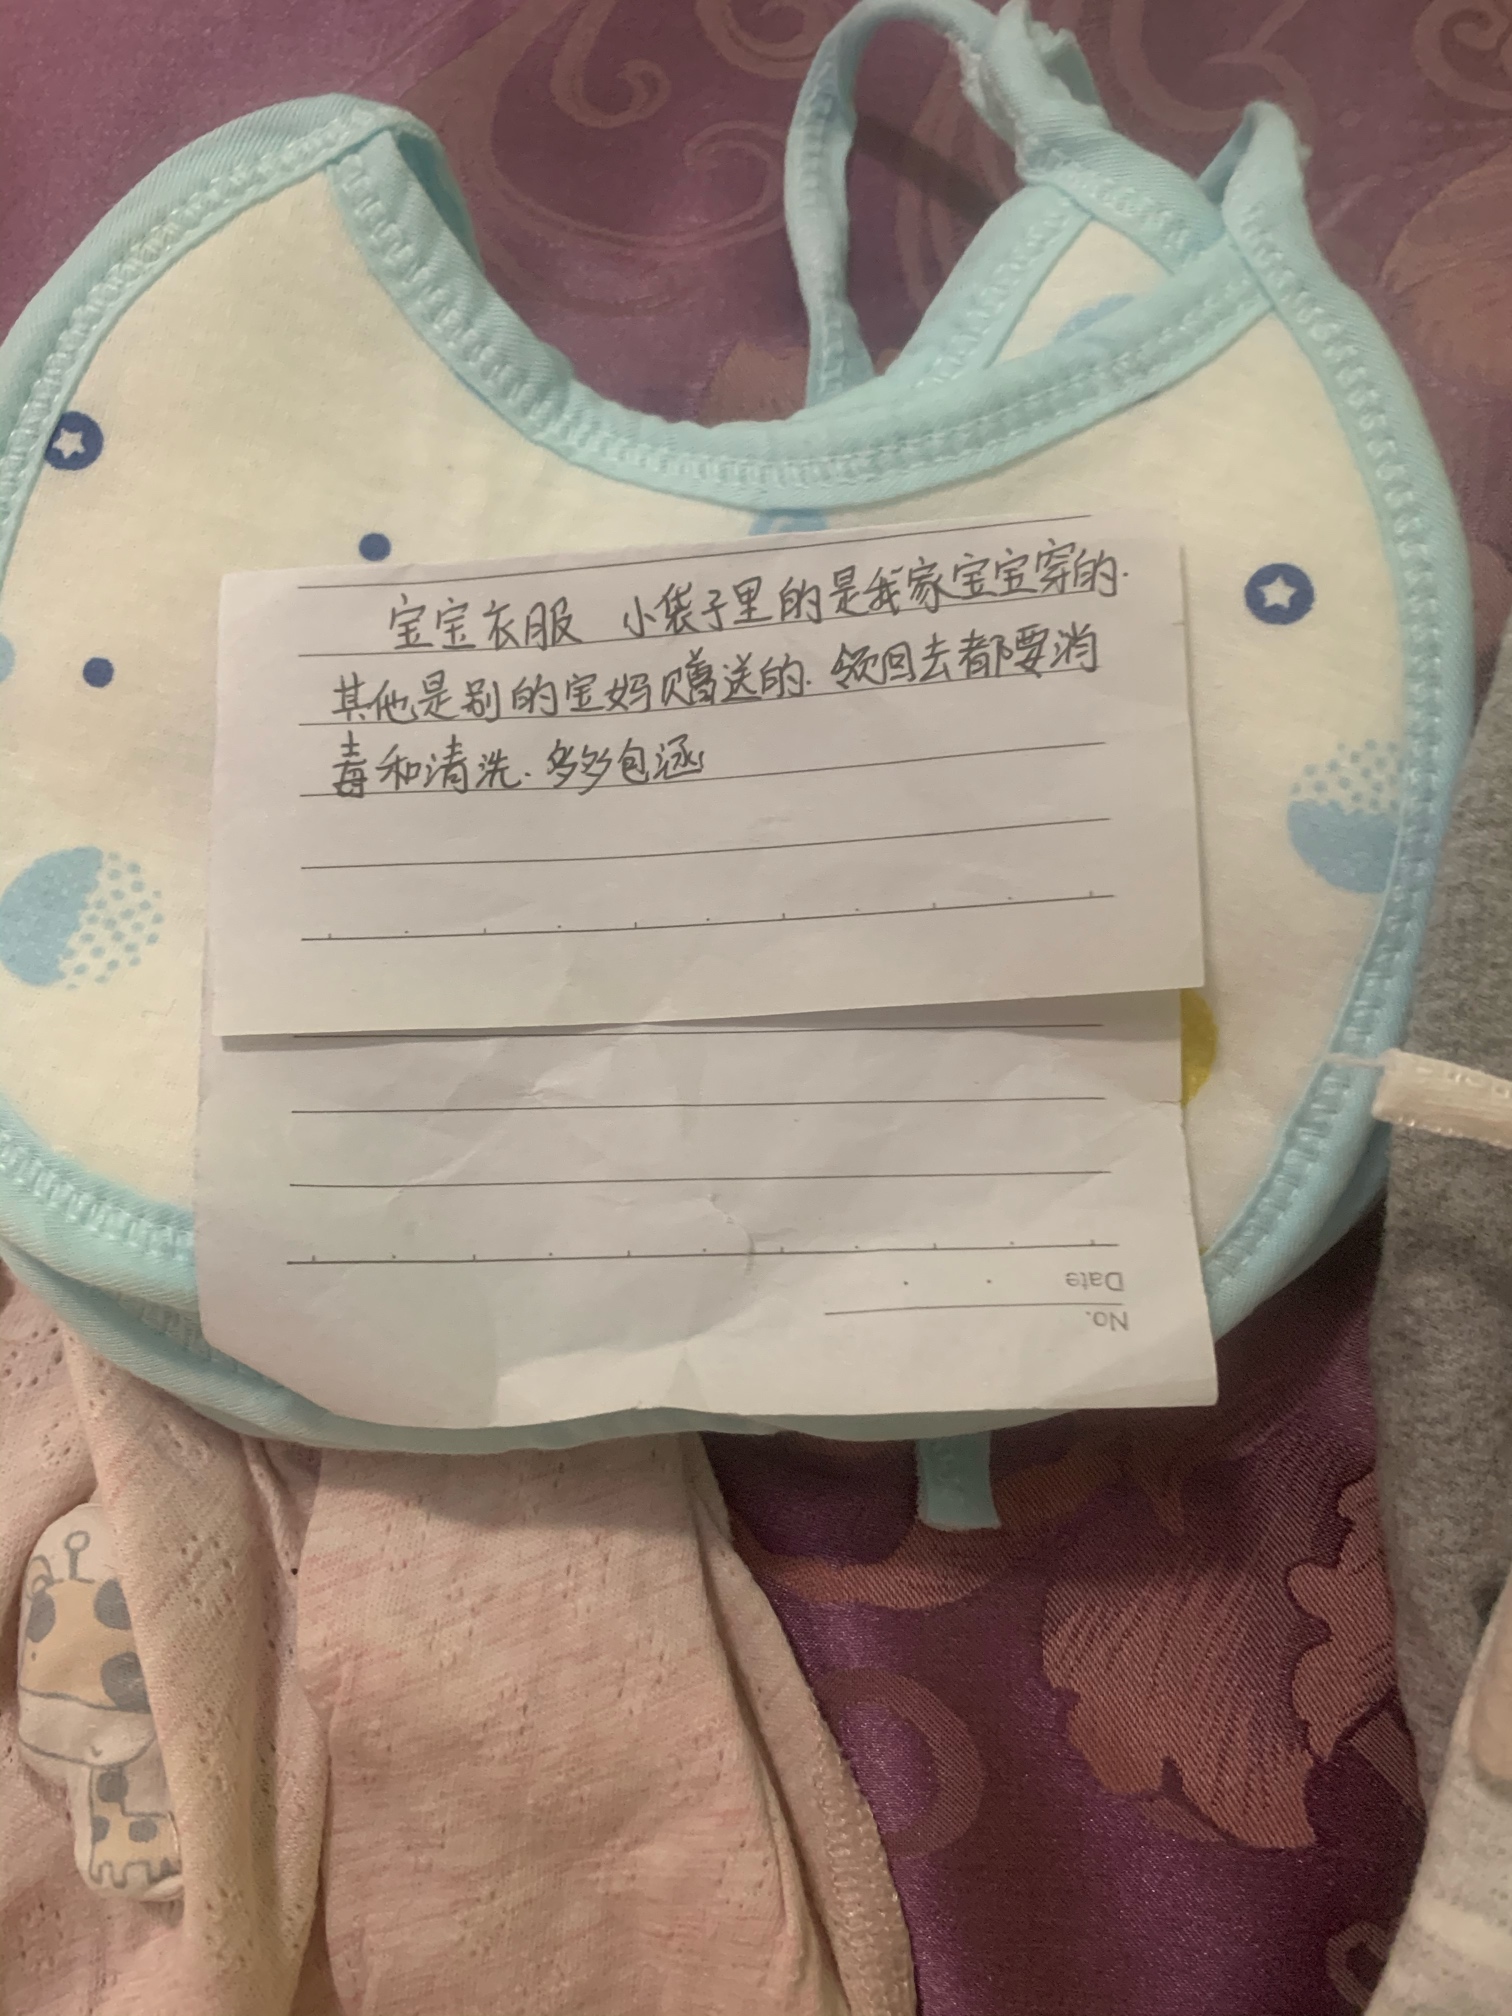 宝宝衣服 小袋子里的是我家宝宝穿的.
其他是别的宝妈赠送的. 领回去都要消
毒和清洗. 多多包涵
Date
No.